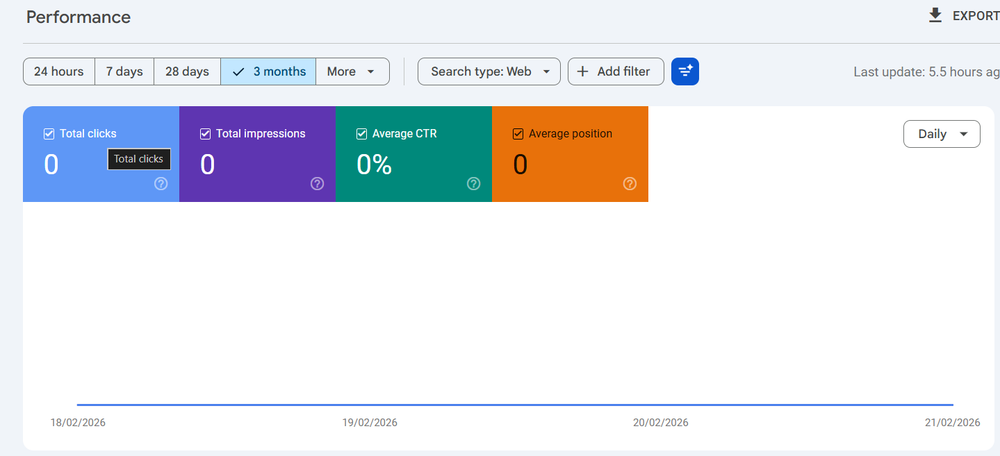 Performance
EXPORT
24 hours
7 days
28 days
3 months
More
Search type: Web
Add filter
Last update: 5.5 hours ag
Total clicks
0
Total clicks
Total impressions
0
Average CTR
0%
Average position
0
Daily
18/02/2026
19/02/2026
20/02/2026
21/02/2026